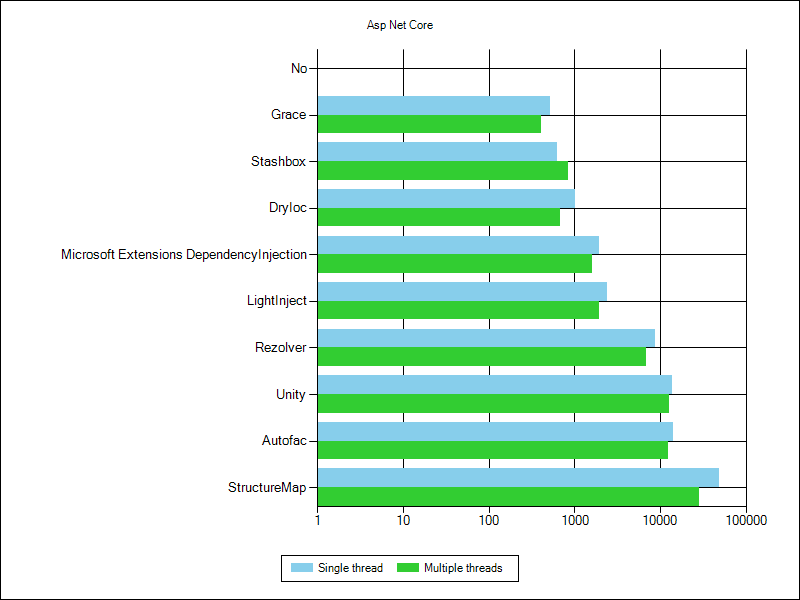 Asp Net Core
No
Grace
Stashbox
DryIoc
Microsoft Extensions DependencyInjection
LightInject
Rezolver
Unity
Autofac
StructureMap
1 10 100 1000 10000 100000
Single thread Multiple threads